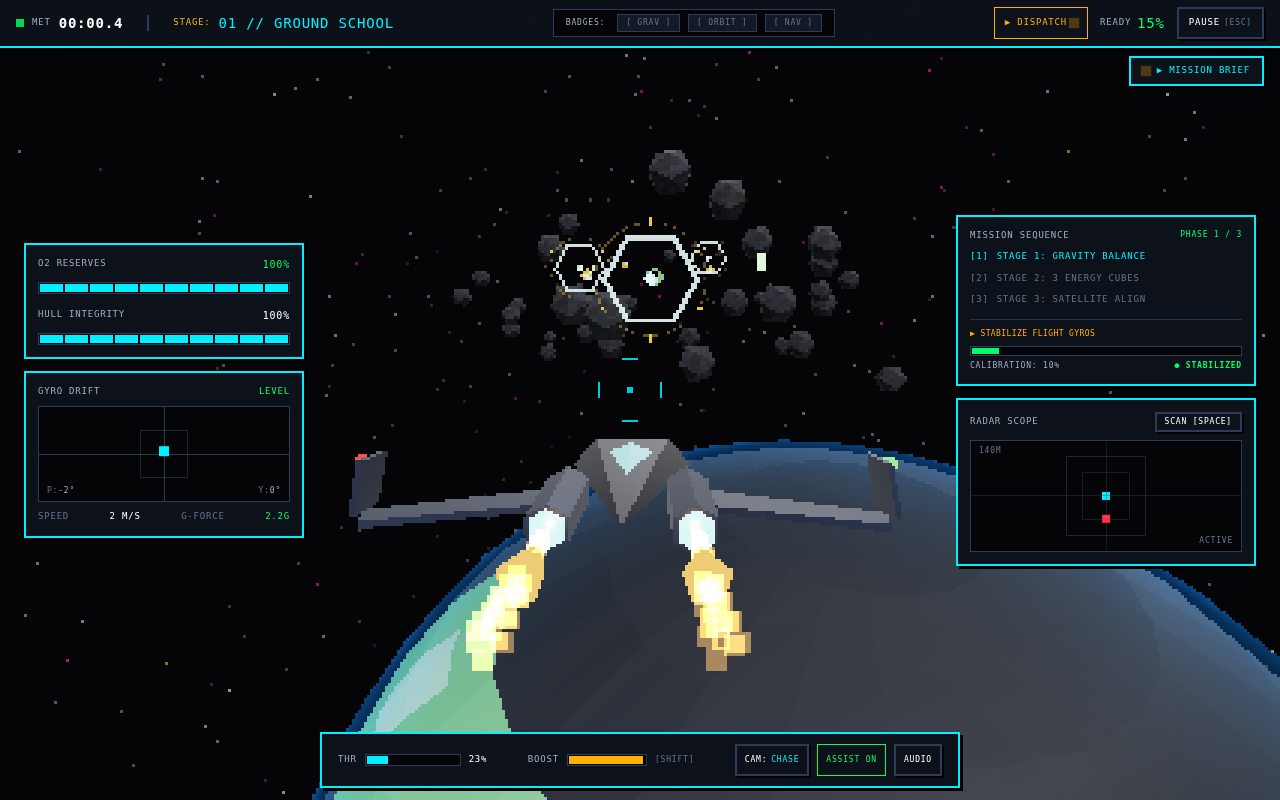 MET 00:00.4
STAGE: 01 // GROUND SCHOOL
BADGES: [ GRAV ] [ ORBIT ] [ NAV ]
▶ DISPATCH
READY 15%
PAUSE [ESC]
▶ MISSION BRIEF
O2 RESERVES 100%
HULL INTEGRITY 100%
GYRO DRIFT LEVEL
P:-2° Y:0°
SPEED 2 M/S G-FORCE 2.2G
MISSION SEQUENCE PHASE 1 / 3
[1] STAGE 1: GRAVITY BALANCE
[2] STAGE 2: 3 ENERGY CUBES
[3] STAGE 3: SATELLITE ALIGN
▶ STABILIZE FLIGHT GYROS
CALIBRATION: 10% ● STABILIZED
RADAR SCOPE SCAN [SPACE]
140M
ACTIVE
THR 23% BOOST [SHIFT] CAM: CHASE ASSIST ON AUDIO